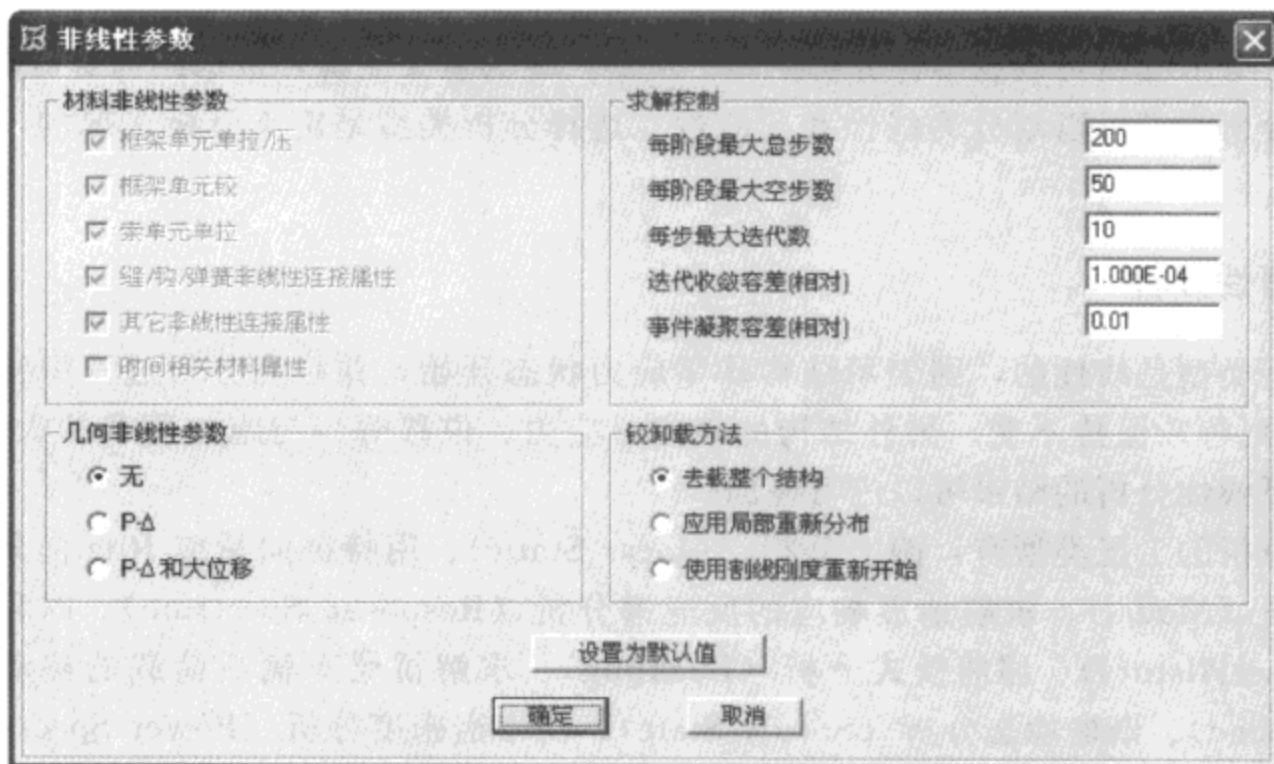 非线性参数
材料非线性参数
框架单元单拉/压
框架单元铰
索单元单拉
缝/钩/弹簧非线性连接属性
其它非线性连接属性
时间相关材料属性
求解控制
每阶段最大总步数 200
每阶段最大空步数 50
每步最大迭代数 10
迭代收敛容差(相对) 1.000E-04
事件凝聚容差(相对) 0.01
几何非线性参数
无
P-Δ
P-Δ和大位移
铰卸载方法
去载整个结构
应用局部重新分布
使用割线刚度重新开始
设置为默认值
确定 取消